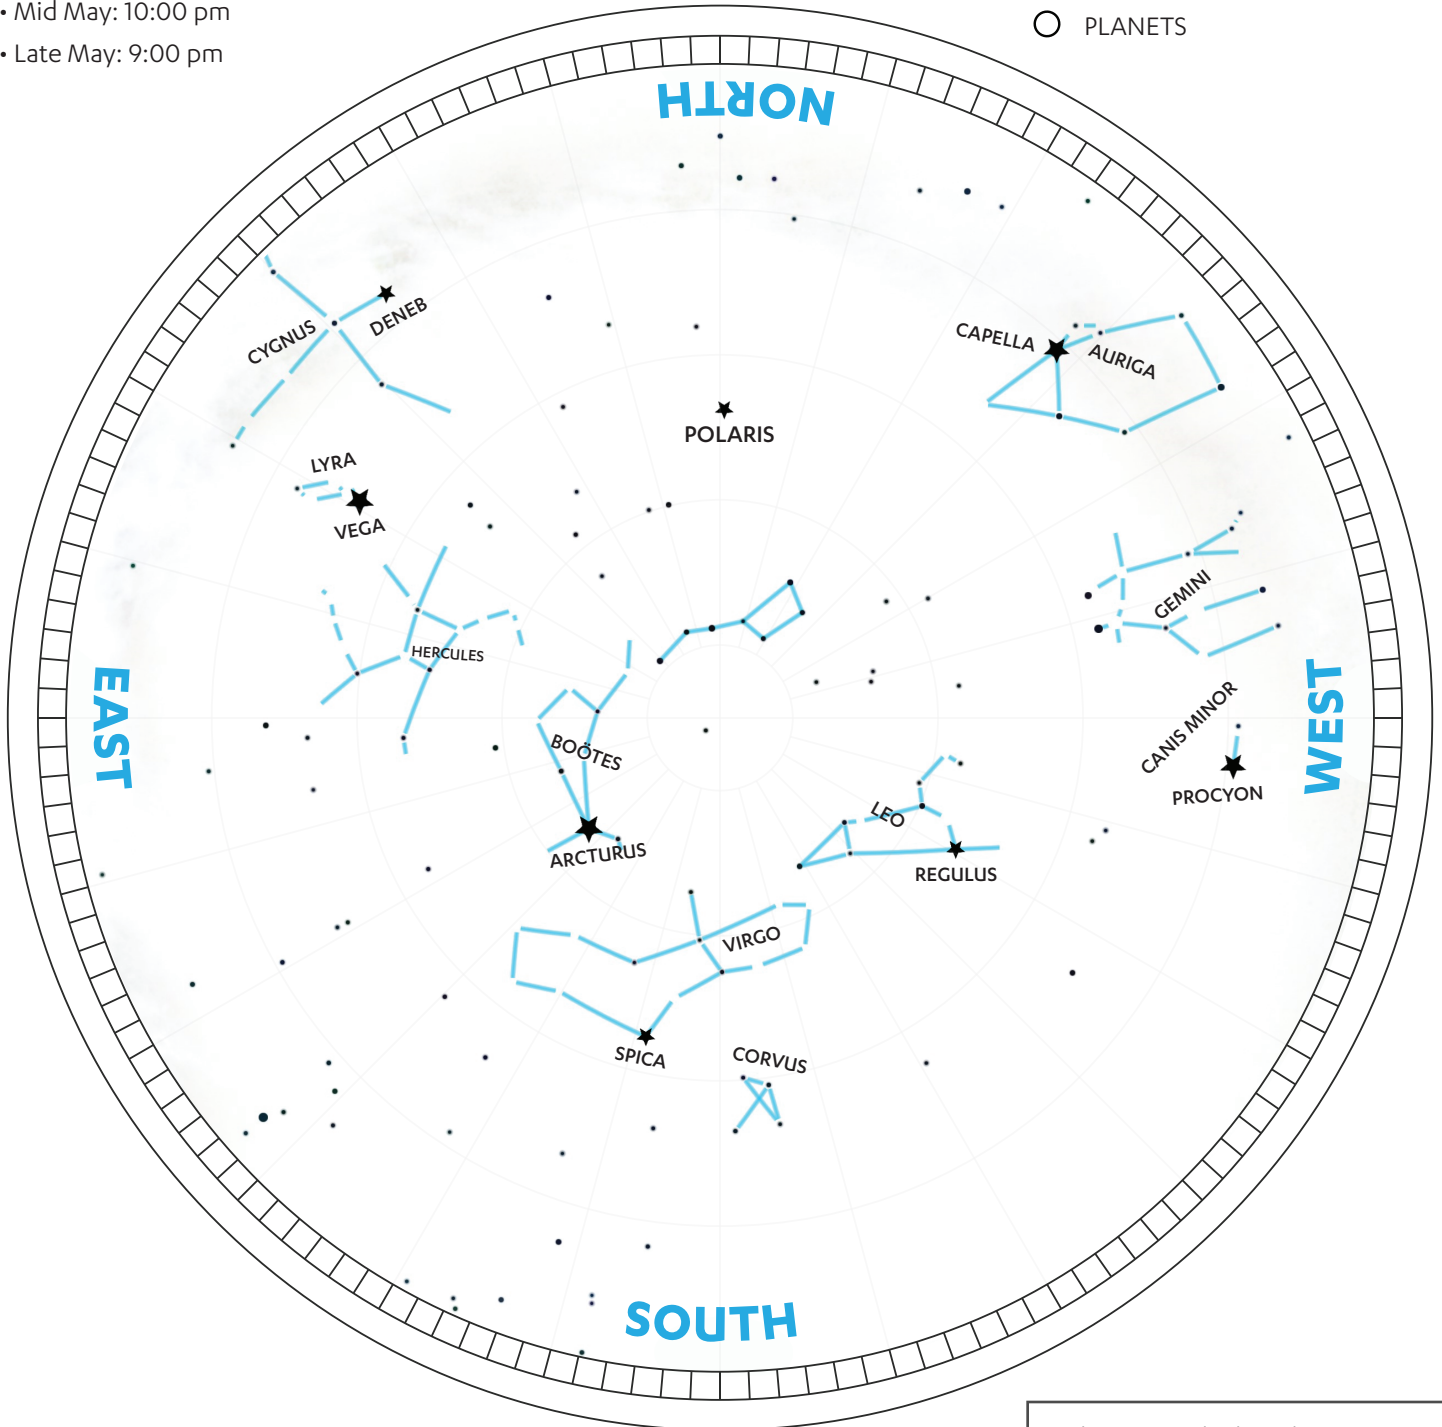 • Mid May: 10:00 pm
• Late May: 9:00 pm
PLANETS
NORTH
DENEB
CYGNUS
CAPELLA
AURIGA
POLARIS
LYRA
VEGA
GEMINI
HERCULES
EAST
WEST
CANIS MINOR
BOÖTES
PROCYON
LEO
ARCTURUS
REGULUS
VIRGO
SPICA
CORVUS
SOUTH